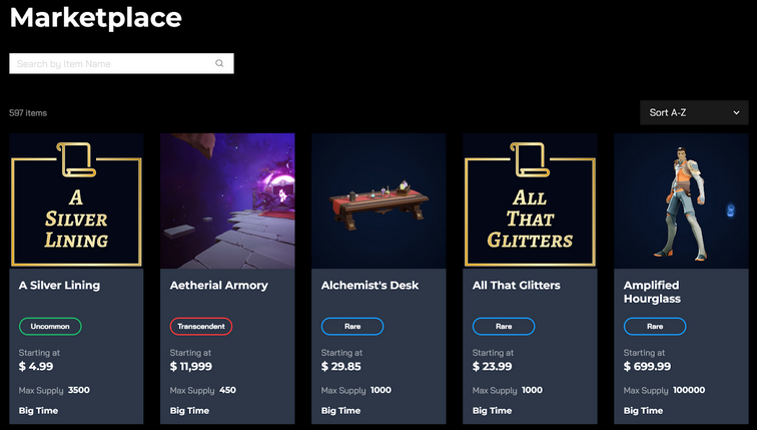 Marketplace
Search by Item Name
597 items
Sort A-Z
A
SILVER
LINING
ALL
THAT
GLITTERS
A Silver Lining
Uncommon
Starting at
$ 4.99
Max Supply 3500
Big Time
Aetherial Armory
Transcendent
Starting at
$ 11,999
Max Supply 450
Big Time
Alchemist's Desk
Rare
Starting at
$ 29.85
Max Supply 1000
Big Time
All That Glitters
Rare
Starting at
$ 23.99
Max Supply 1000
Big Time
Amplified
Hourglass
Rare
Starting at
$ 699.99
Max Supply 100000
Big Time